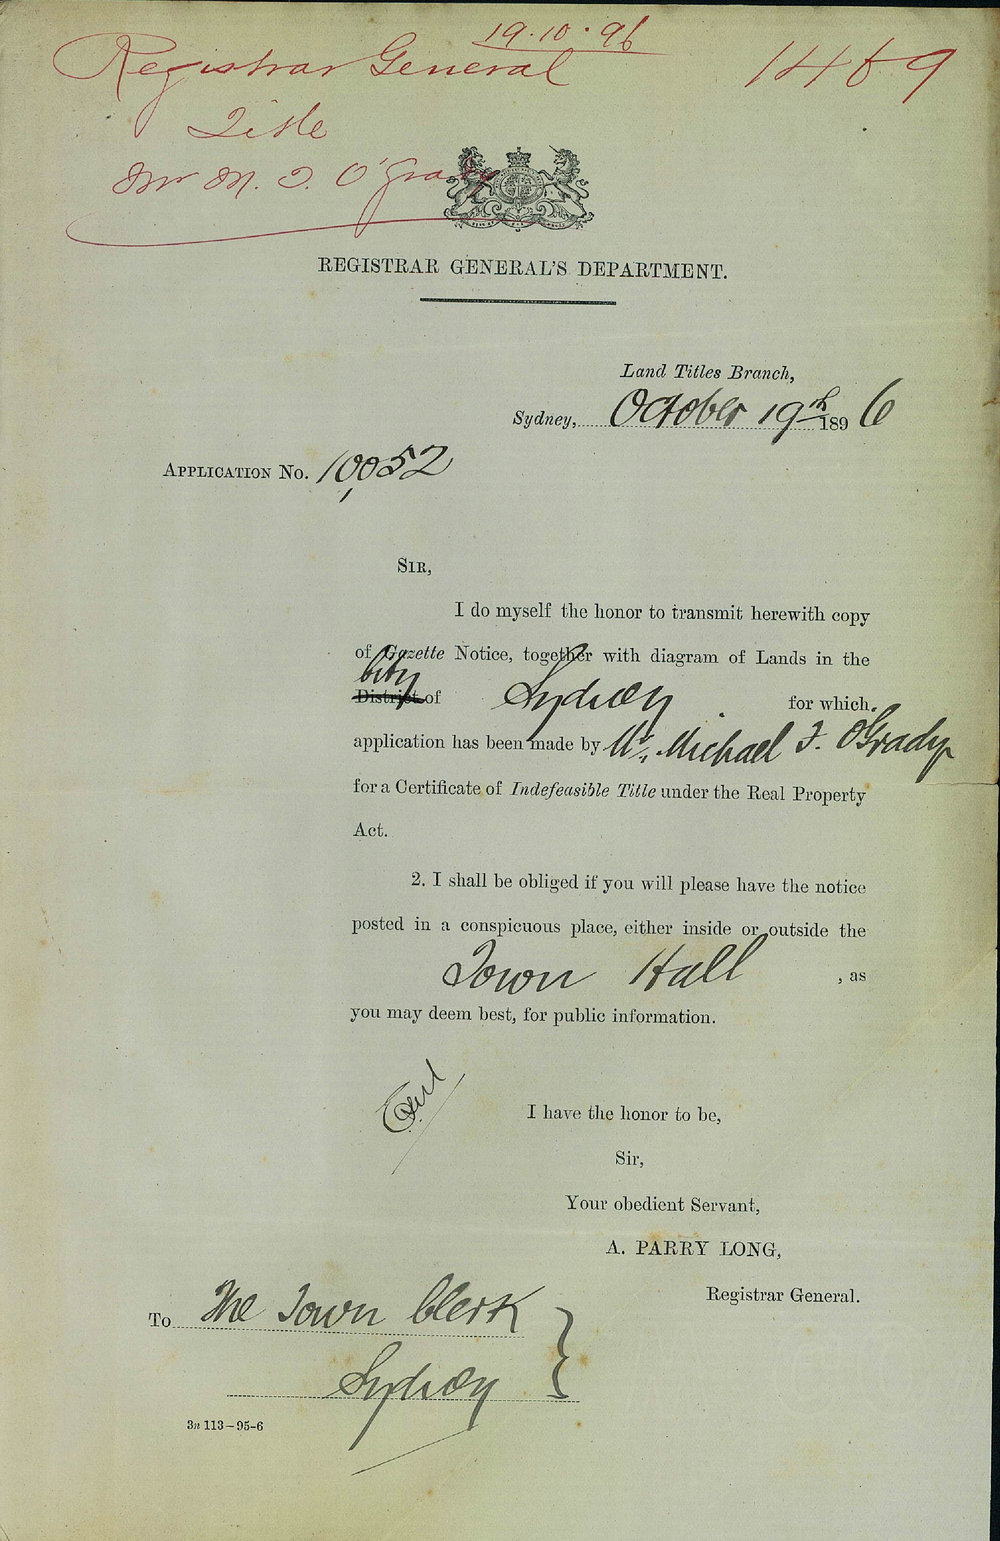 19.10.96
Registrar General 1469
Title
Mr M. J. O'Grady
REGISTRAR GENERAL'S DEPARTMENT.
Land Titles Branch,
Sydney, October 19th 1896
APPLICATION No. 10,052
SIR,
I do myself the honor to transmit herewith copy
of Gazette Notice, together with diagram of Lands in the
City
District of Sydney for which
application has been made by Mr. Michael J. O'Grady
for a Certificate of Indefeasible Title under the Real Property
Act.
2. I shall be obliged if you will please have the notice
posted in a conspicuous place, either inside or outside the
Town Hall , as
you may deem best, for public information.
I have the honor to be,
Sir,
Your obedient Servant,
A. PARRY LONG,
Registrar General.
To The Town Clerk
Sydney
3n 113–95–6